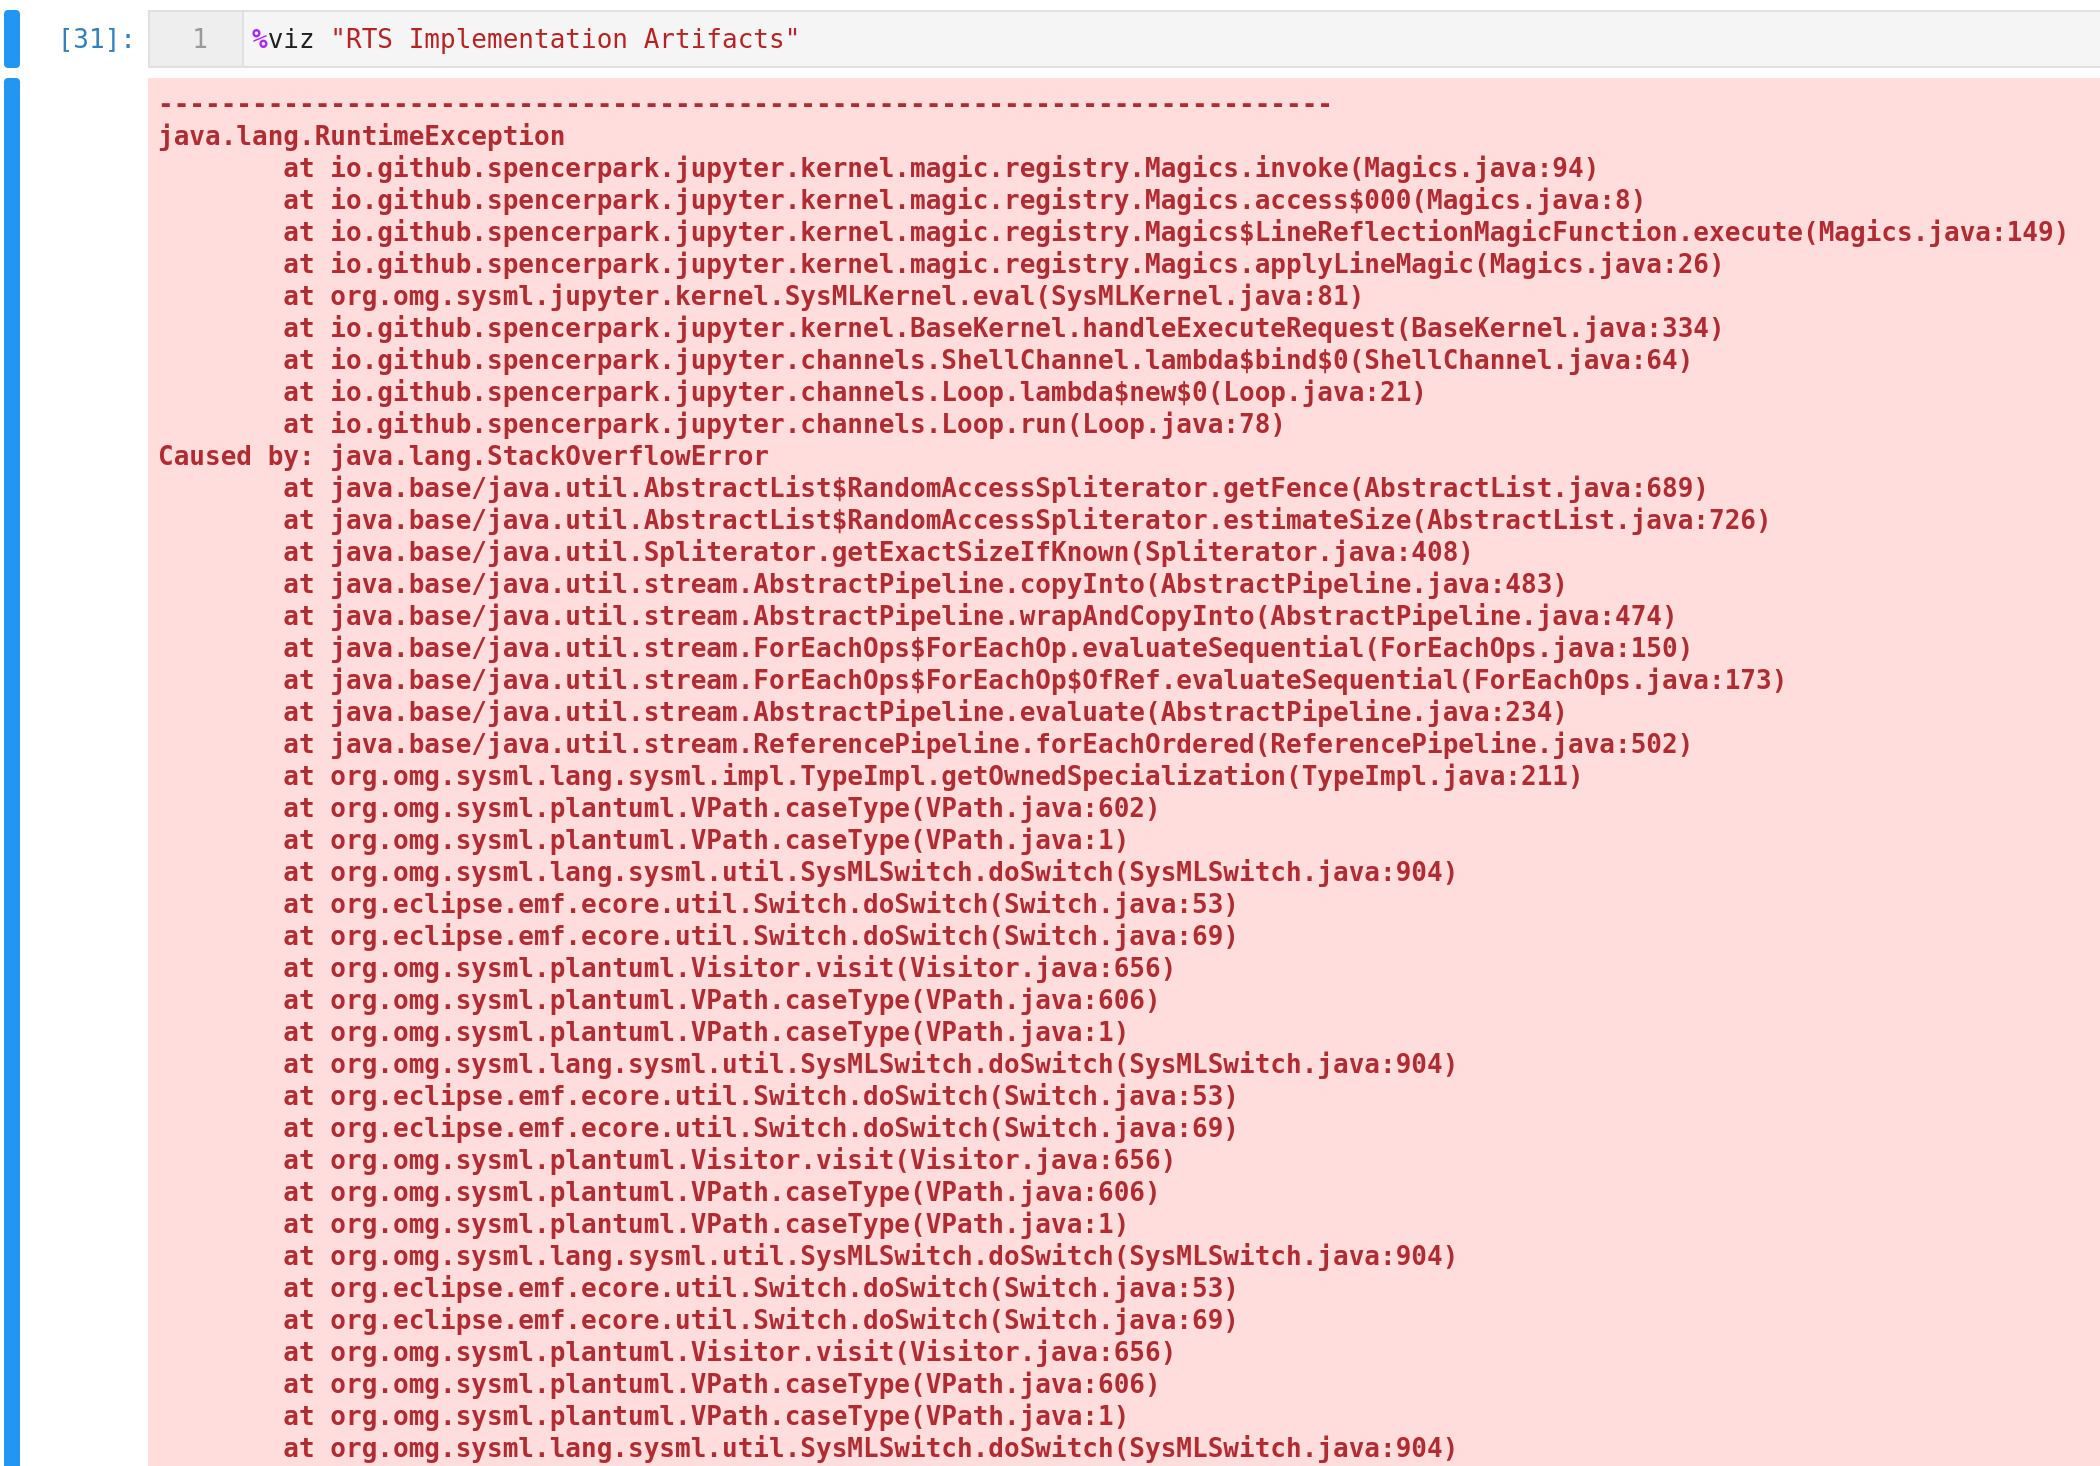 [31]: 1 %viz "RTS Implementation Artifacts"
---------------------------------------------------------------------------
java.lang.RuntimeException
        at io.github.spencerpark.jupyter.kernel.magic.registry.Magics.invoke(Magics.java:94)
        at io.github.spencerpark.jupyter.kernel.magic.registry.Magics.access$000(Magics.java:8)
        at io.github.spencerpark.jupyter.kernel.magic.registry.Magics$LineReflectionMagicFunction.execute(Magics.java:149)
        at io.github.spencerpark.jupyter.kernel.magic.registry.Magics.applyLineMagic(Magics.java:26)
        at org.omg.sysml.jupyter.kernel.SysMLKernel.eval(SysMLKernel.java:81)
        at io.github.spencerpark.jupyter.kernel.BaseKernel.handleExecuteRequest(BaseKernel.java:334)
        at io.github.spencerpark.jupyter.channels.ShellChannel.lambda$bind$0(ShellChannel.java:64)
        at io.github.spencerpark.jupyter.channels.Loop.lambda$new$0(Loop.java:21)
        at io.github.spencerpark.jupyter.channels.Loop.run(Loop.java:78)
Caused by: java.lang.StackOverflowError
        at java.base/java.util.AbstractList$RandomAccessSpliterator.getFence(AbstractList.java:689)
        at java.base/java.util.AbstractList$RandomAccessSpliterator.estimateSize(AbstractList.java:726)
        at java.base/java.util.Spliterator.getExactSizeIfKnown(Spliterator.java:408)
        at java.base/java.util.stream.AbstractPipeline.copyInto(AbstractPipeline.java:483)
        at java.base/java.util.stream.AbstractPipeline.wrapAndCopyInto(AbstractPipeline.java:474)
        at java.base/java.util.stream.ForEachOps$ForEachOp.evaluateSequential(ForEachOps.java:150)
        at java.base/java.util.stream.ForEachOps$ForEachOp$OfRef.evaluateSequential(ForEachOps.java:173)
        at java.base/java.util.stream.AbstractPipeline.evaluate(AbstractPipeline.java:234)
        at java.base/java.util.stream.ReferencePipeline.forEachOrdered(ReferencePipeline.java:502)
        at org.omg.sysml.lang.sysml.impl.TypeImpl.getOwnedSpecialization(TypeImpl.java:211)
        at org.omg.sysml.plantuml.VPath.caseType(VPath.java:602)
        at org.omg.sysml.plantuml.VPath.caseType(VPath.java:1)
        at org.omg.sysml.lang.sysml.util.SysMLSwitch.doSwitch(SysMLSwitch.java:904)
        at org.eclipse.emf.ecore.util.Switch.doSwitch(Switch.java:53)
        at org.eclipse.emf.ecore.util.Switch.doSwitch(Switch.java:69)
        at org.omg.sysml.plantuml.Visitor.visit(Visitor.java:656)
        at org.omg.sysml.plantuml.VPath.caseType(VPath.java:606)
        at org.omg.sysml.plantuml.VPath.caseType(VPath.java:1)
        at org.omg.sysml.lang.sysml.util.SysMLSwitch.doSwitch(SysMLSwitch.java:904)
        at org.eclipse.emf.ecore.util.Switch.doSwitch(Switch.java:53)
        at org.eclipse.emf.ecore.util.Switch.doSwitch(Switch.java:69)
        at org.omg.sysml.plantuml.Visitor.visit(Visitor.java:656)
        at org.omg.sysml.plantuml.VPath.caseType(VPath.java:606)
        at org.omg.sysml.plantuml.VPath.caseType(VPath.java:1)
        at org.omg.sysml.lang.sysml.util.SysMLSwitch.doSwitch(SysMLSwitch.java:904)
        at org.eclipse.emf.ecore.util.Switch.doSwitch(Switch.java:53)
        at org.eclipse.emf.ecore.util.Switch.doSwitch(Switch.java:69)
        at org.omg.sysml.plantuml.Visitor.visit(Visitor.java:656)
        at org.omg.sysml.plantuml.VPath.caseType(VPath.java:606)
        at org.omg.sysml.plantuml.VPath.caseType(VPath.java:1)
        at org.omg.sysml.lang.sysml.util.SysMLSwitch.doSwitch(SysMLSwitch.java:904)